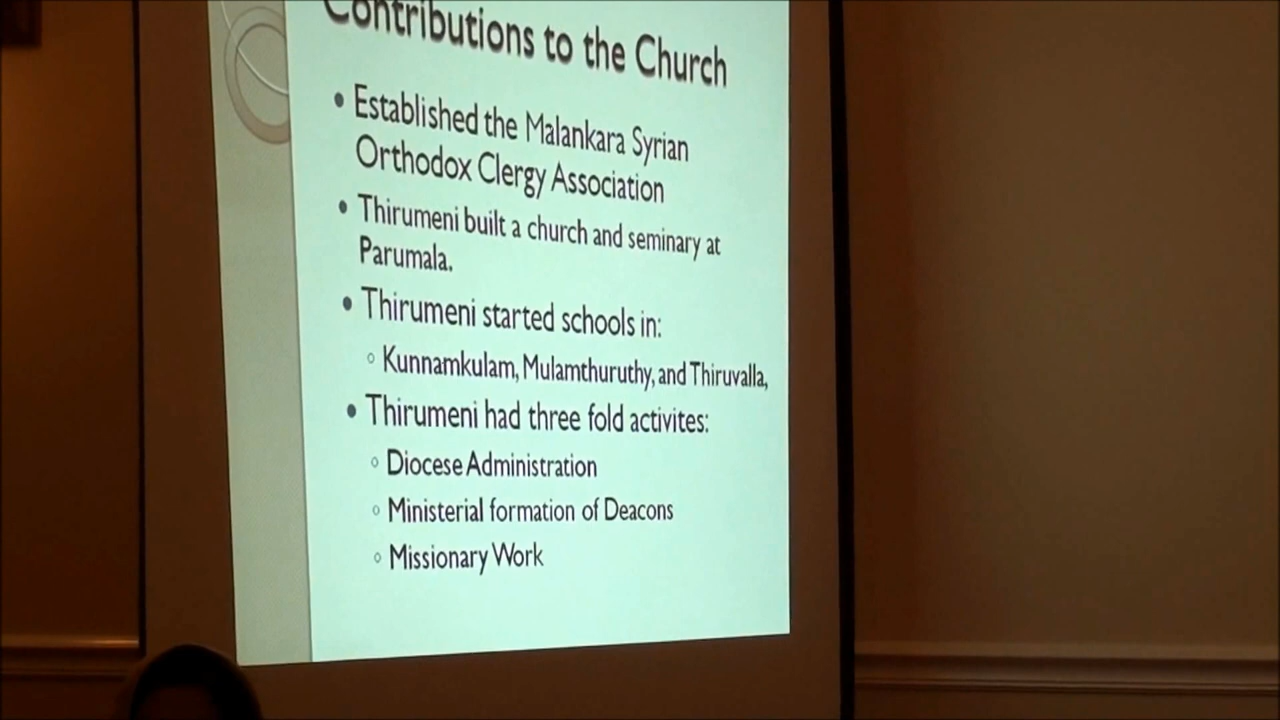 Contributions to the Church
• Established the Malankara Syrian
Orthodox Clergy Association
• Thirumeni built a church and seminary at
Parumala.
• Thirumeni started schools in:
◦ Kunnamkulam, Mulamthuruthy, and Thiruvalla,
• Thirumeni had three fold activites:
◦ Diocese Administration
◦ Ministerial formation of Deacons
◦ Missionary Work